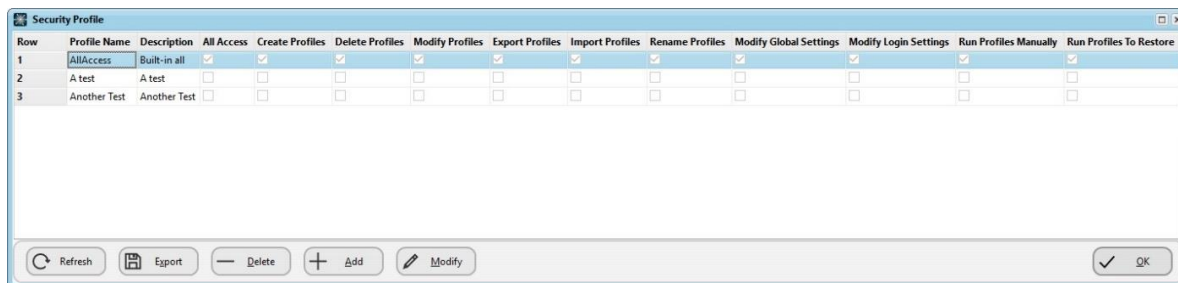 Security Profile
Row Profile Name Description All Access Create Profiles Delete Profiles Modify Profiles Export Profiles Import Profiles Rename Profiles Modify Global Settings Modify Login Settings Run Profiles Manually Run Profiles To Restore
1 AllAccess Built-in all
2 A test A test
3 Another Test Another Test
Refresh Export Delete Add Modify OK